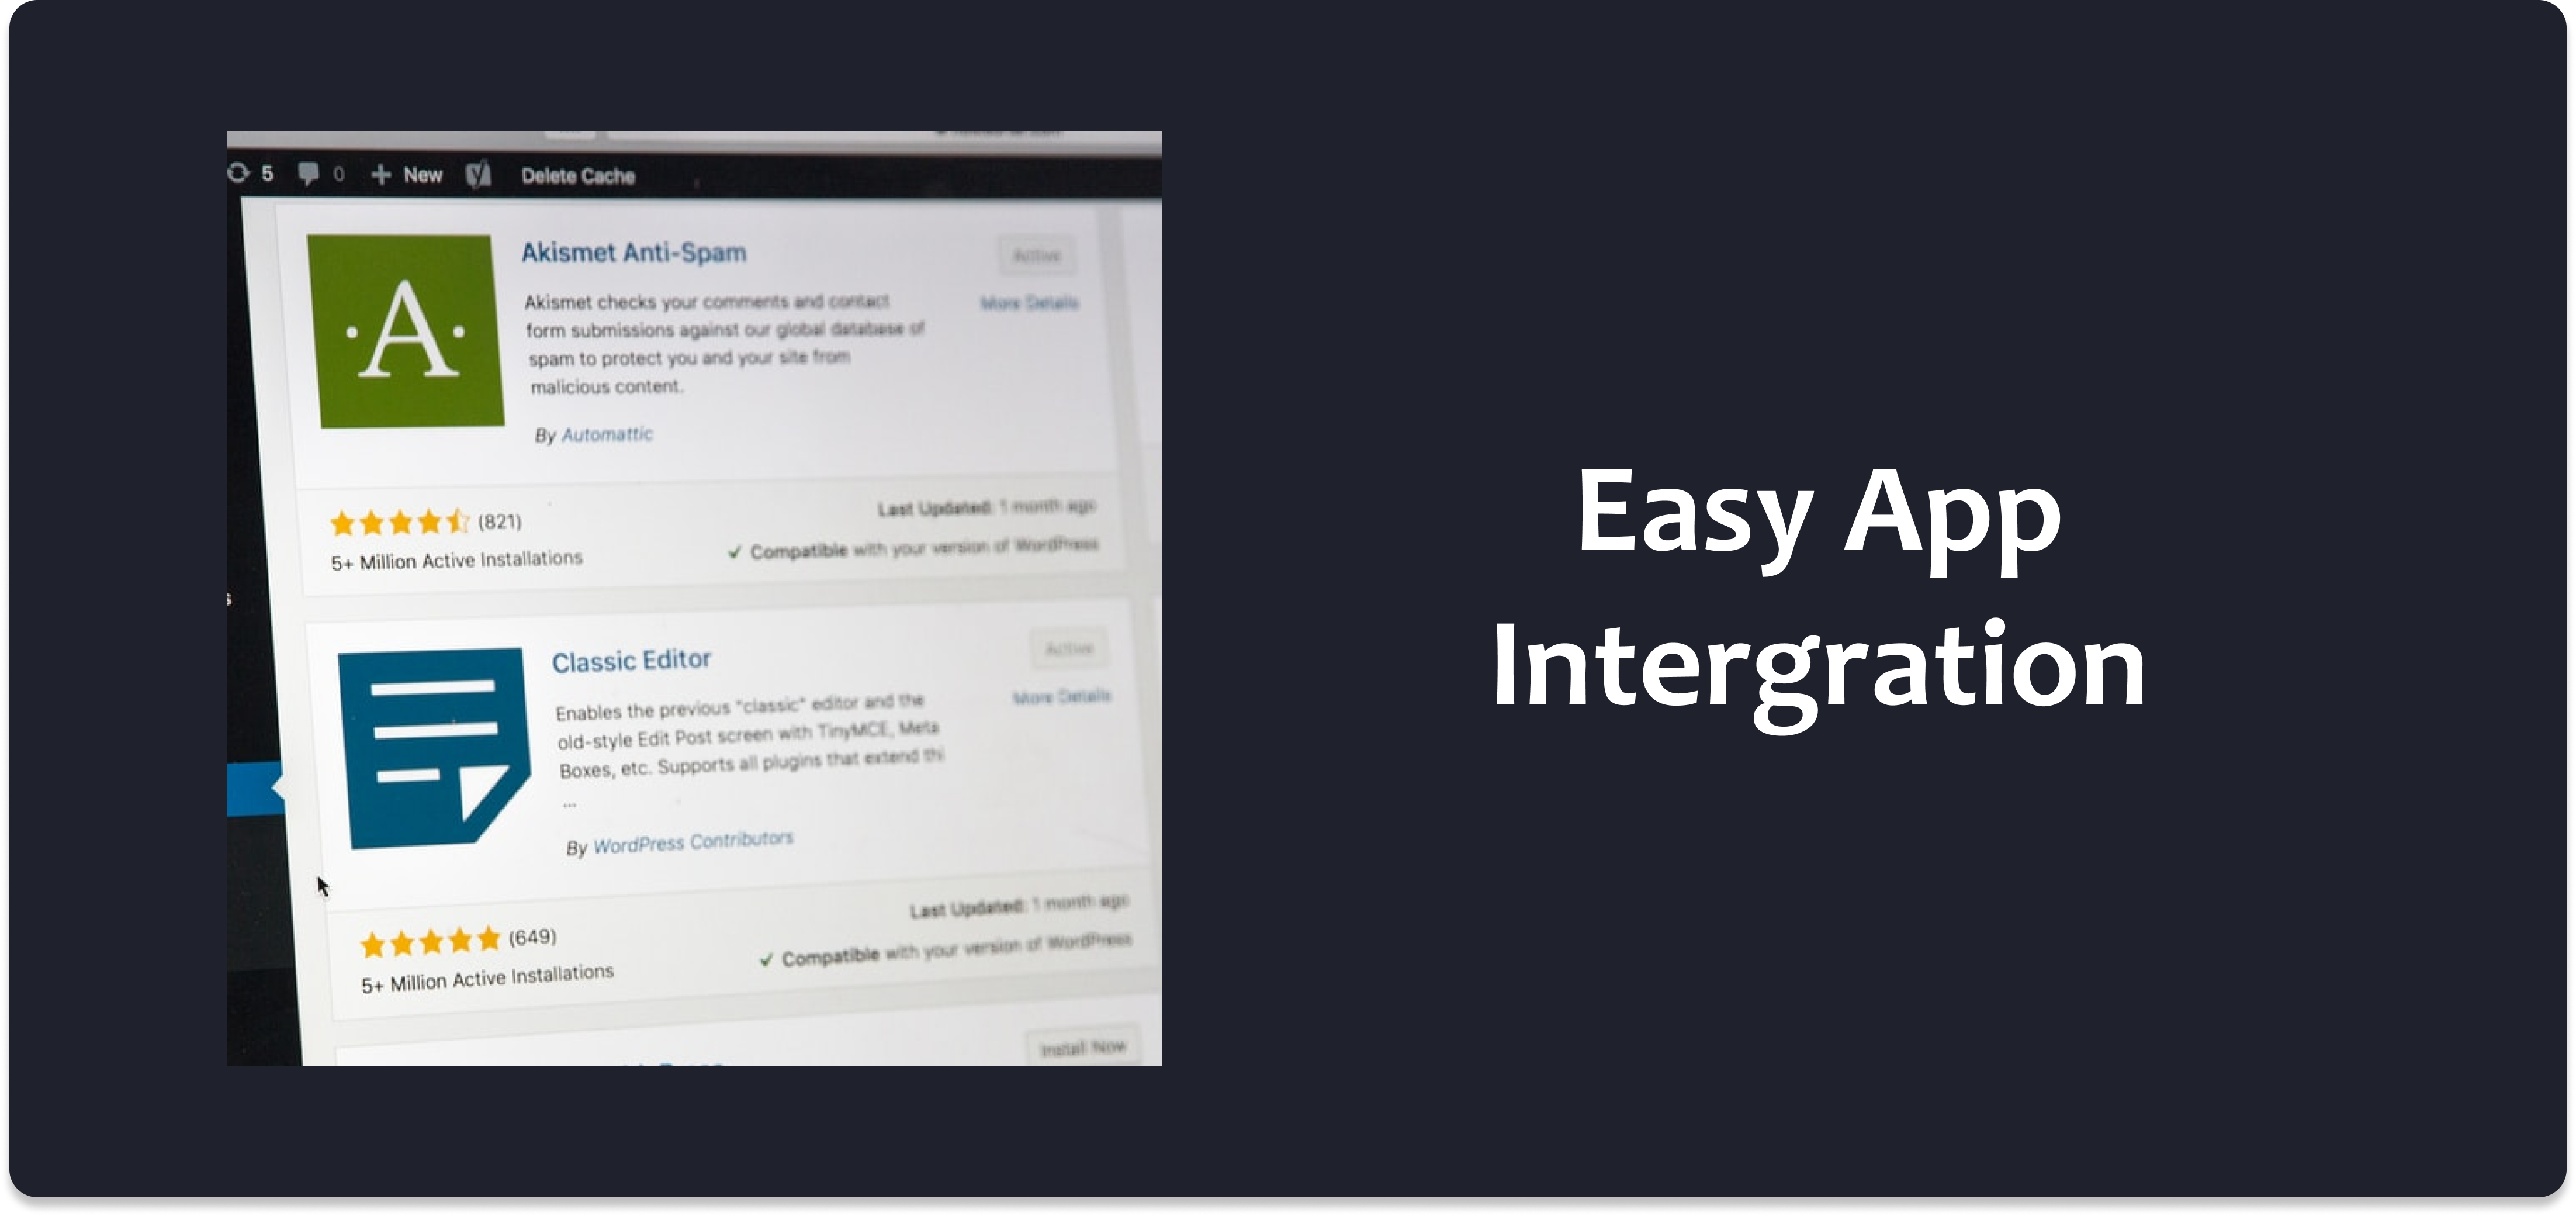 5 0 + New Delete Cache
Akismet Anti-Spam
Active
More Details
A
Akismet checks your comments and contact
form submissions against our global database of
spam to protect you and your site from
malicious content.
By Automattic
(821)
5+ Million Active Installations
Last Updated: 1 month ago
Compatible with your version of WordPress
Classic Editor
Active
More Details
Enables the previous "classic" editor and the
old-style Edit Post screen with TinyMCE, Meta
Boxes, etc. Supports all plugins that extend thi
...
By WordPress Contributors
(649)
5+ Million Active Installations
Last Updated: 1 month ago
Compatible with your version of WordPress
Install Now
Easy App
Intergration